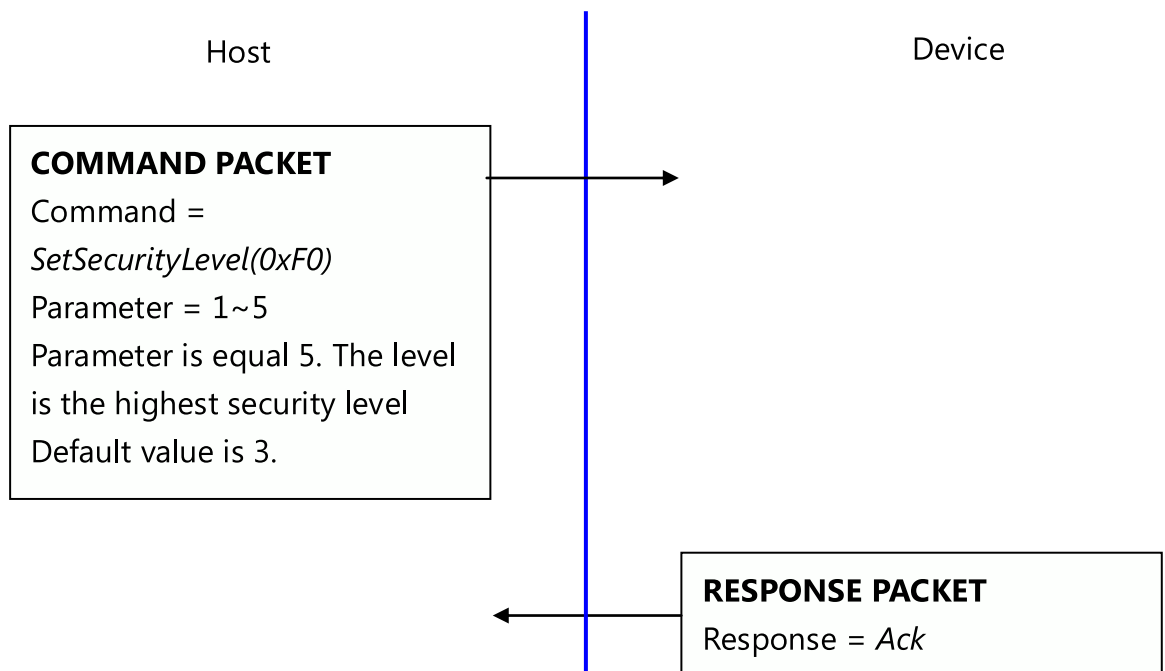 Host
Device
COMMAND PACKET
Command =
SetSecurityLevel(0xF0)
Parameter = 1~5
Parameter is equal 5. The level
is the highest security level
Default value is 3.
RESPONSE PACKET
Response = Ack